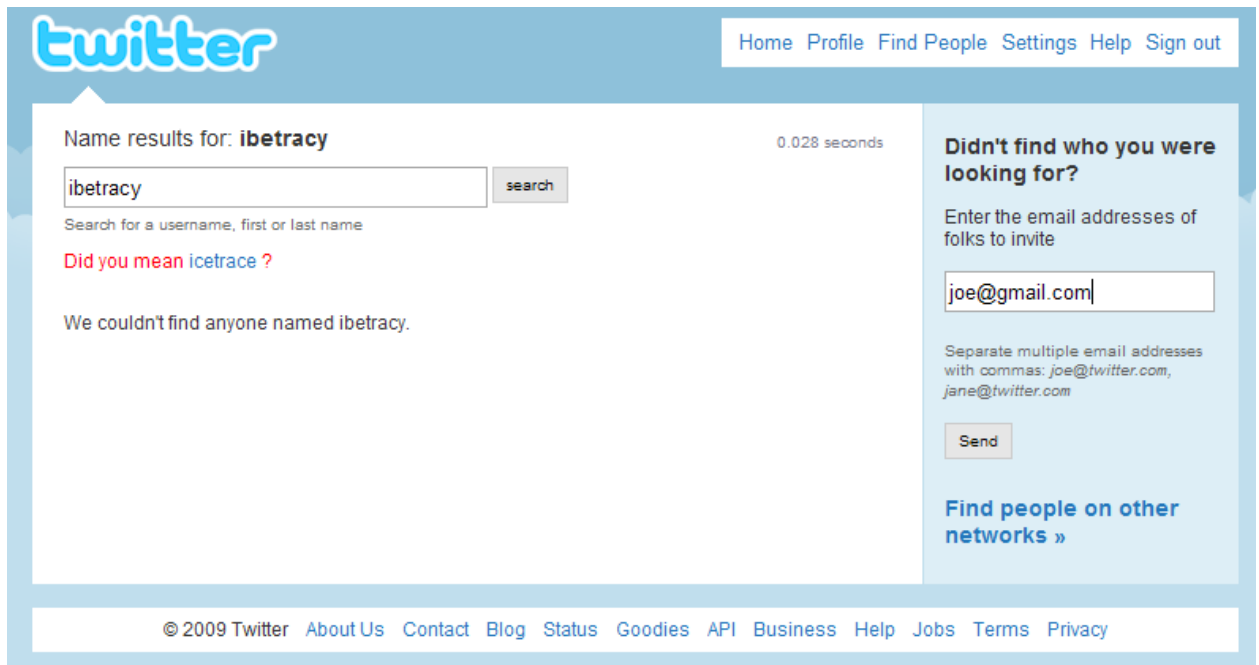 twitter
Home Profile Find People Settings Help Sign out
Name results for: ibetracy
0.028 seconds
ibetracy
search
Search for a username, first or last name
Did you mean icetrace ?
We couldn't find anyone named ibetracy.
Didn't find who you were
looking for?
Enter the email addresses of
folks to invite
joe@gmail.com
Separate multiple email addresses
with commas: joe@twitter.com,
jane@twitter.com
Send
Find people on other
networks »
© 2009 Twitter About Us Contact Blog Status Goodies API Business Help Jobs Terms Privacy